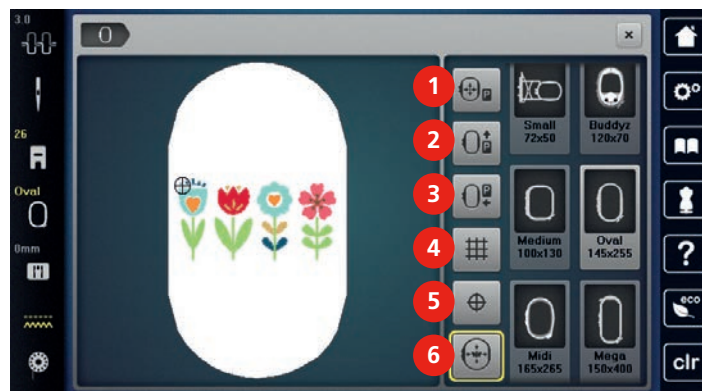 3.0
26
Oval
0mm
×
1
2
3
4
5
6
P
P
P
Small
72x50
Buddyz
120x70
Medium
100x130
Oval
145x255
Midi
165x265
Mega
150x400
?
eco
clr